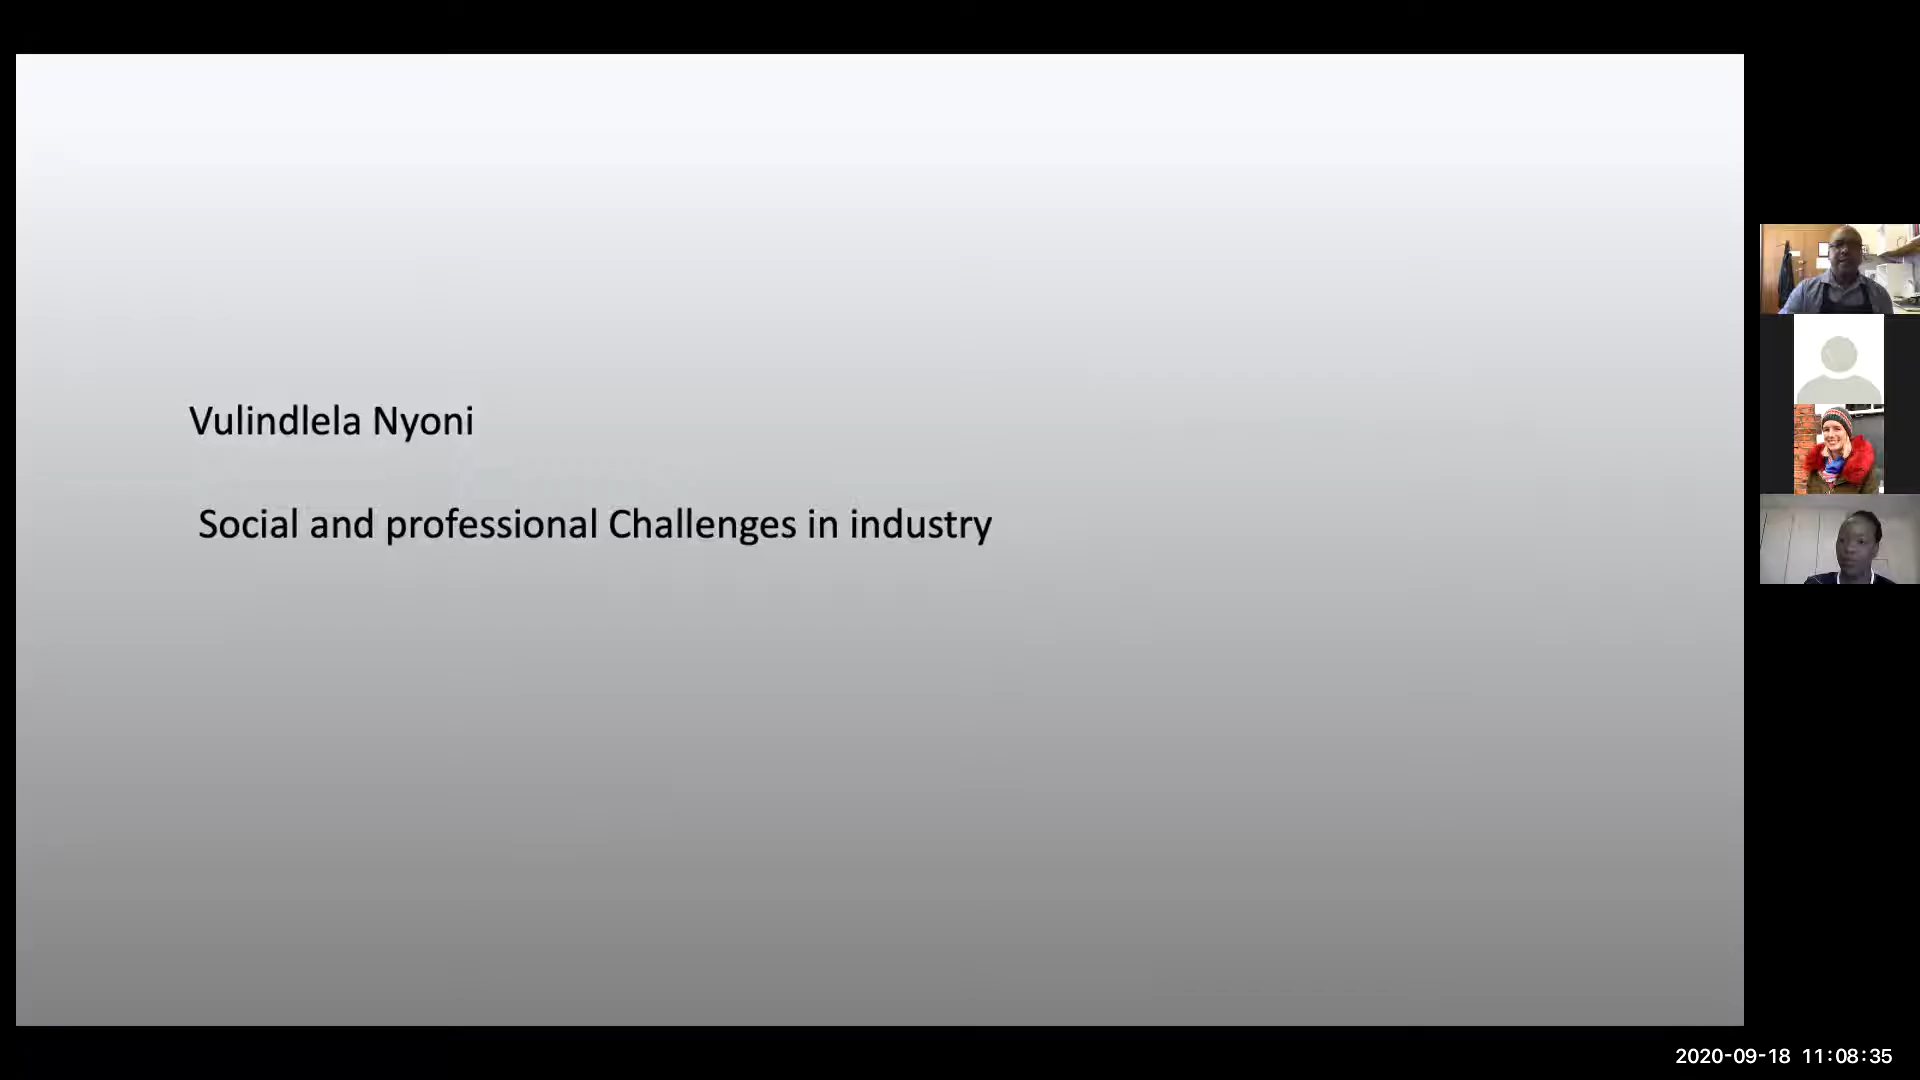 Vulindlela Nyoni
Social and professional Challenges in industry
2020-09-18 11:08:35